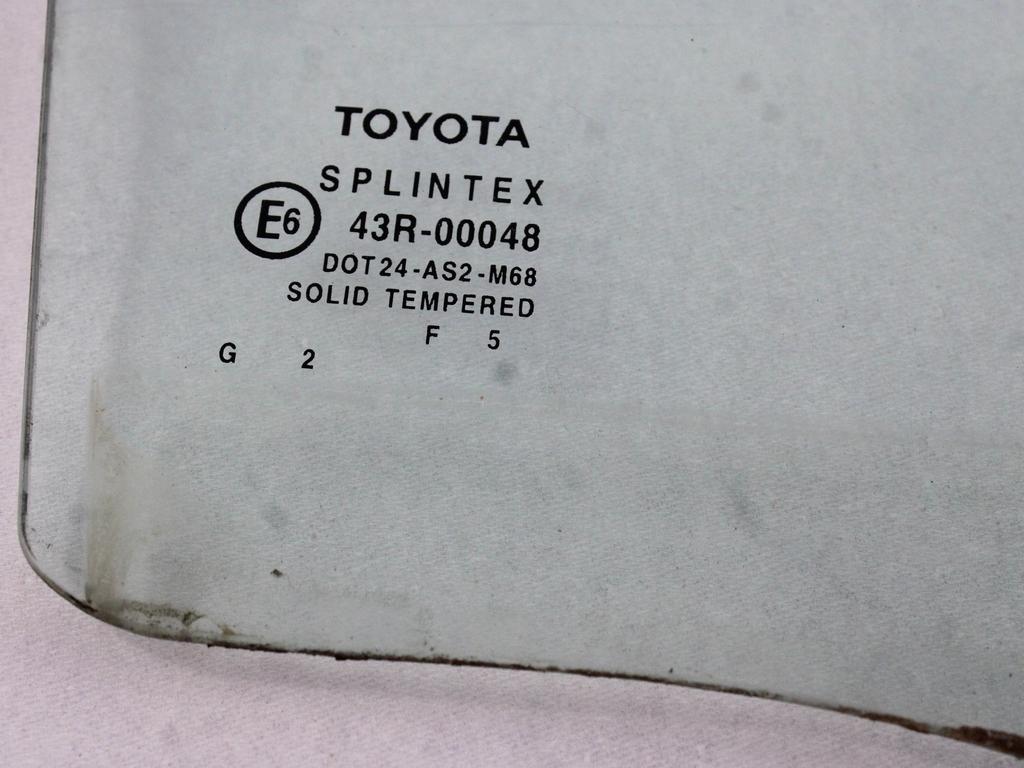 TOYOTA
SPLINTEX
E6 43R-00048
DOT24-AS2-M68
SOLID TEMPERED
F 5
G 2